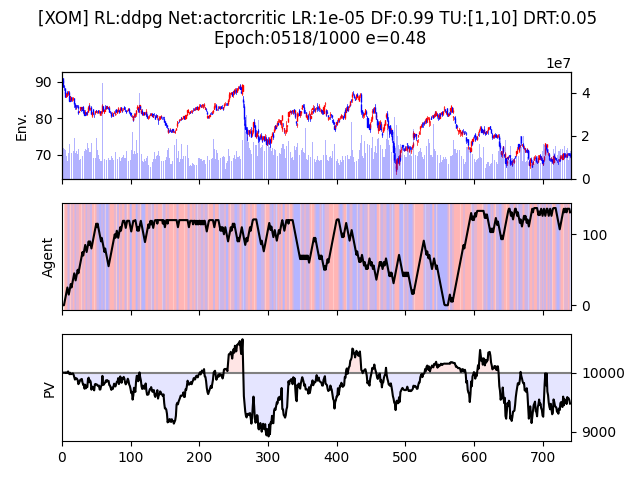 [XOM] RL:ddpg Net:actorcritic LR:1e-05 DF:0.99 TU:[1,10] DRT:0.05
Epoch:0518/1000 e=0.48
1e7
90
80
70
Env.
4
2
0
Agent
100
0
PV
10000
9000
0 100 200 300 400 500 600 700